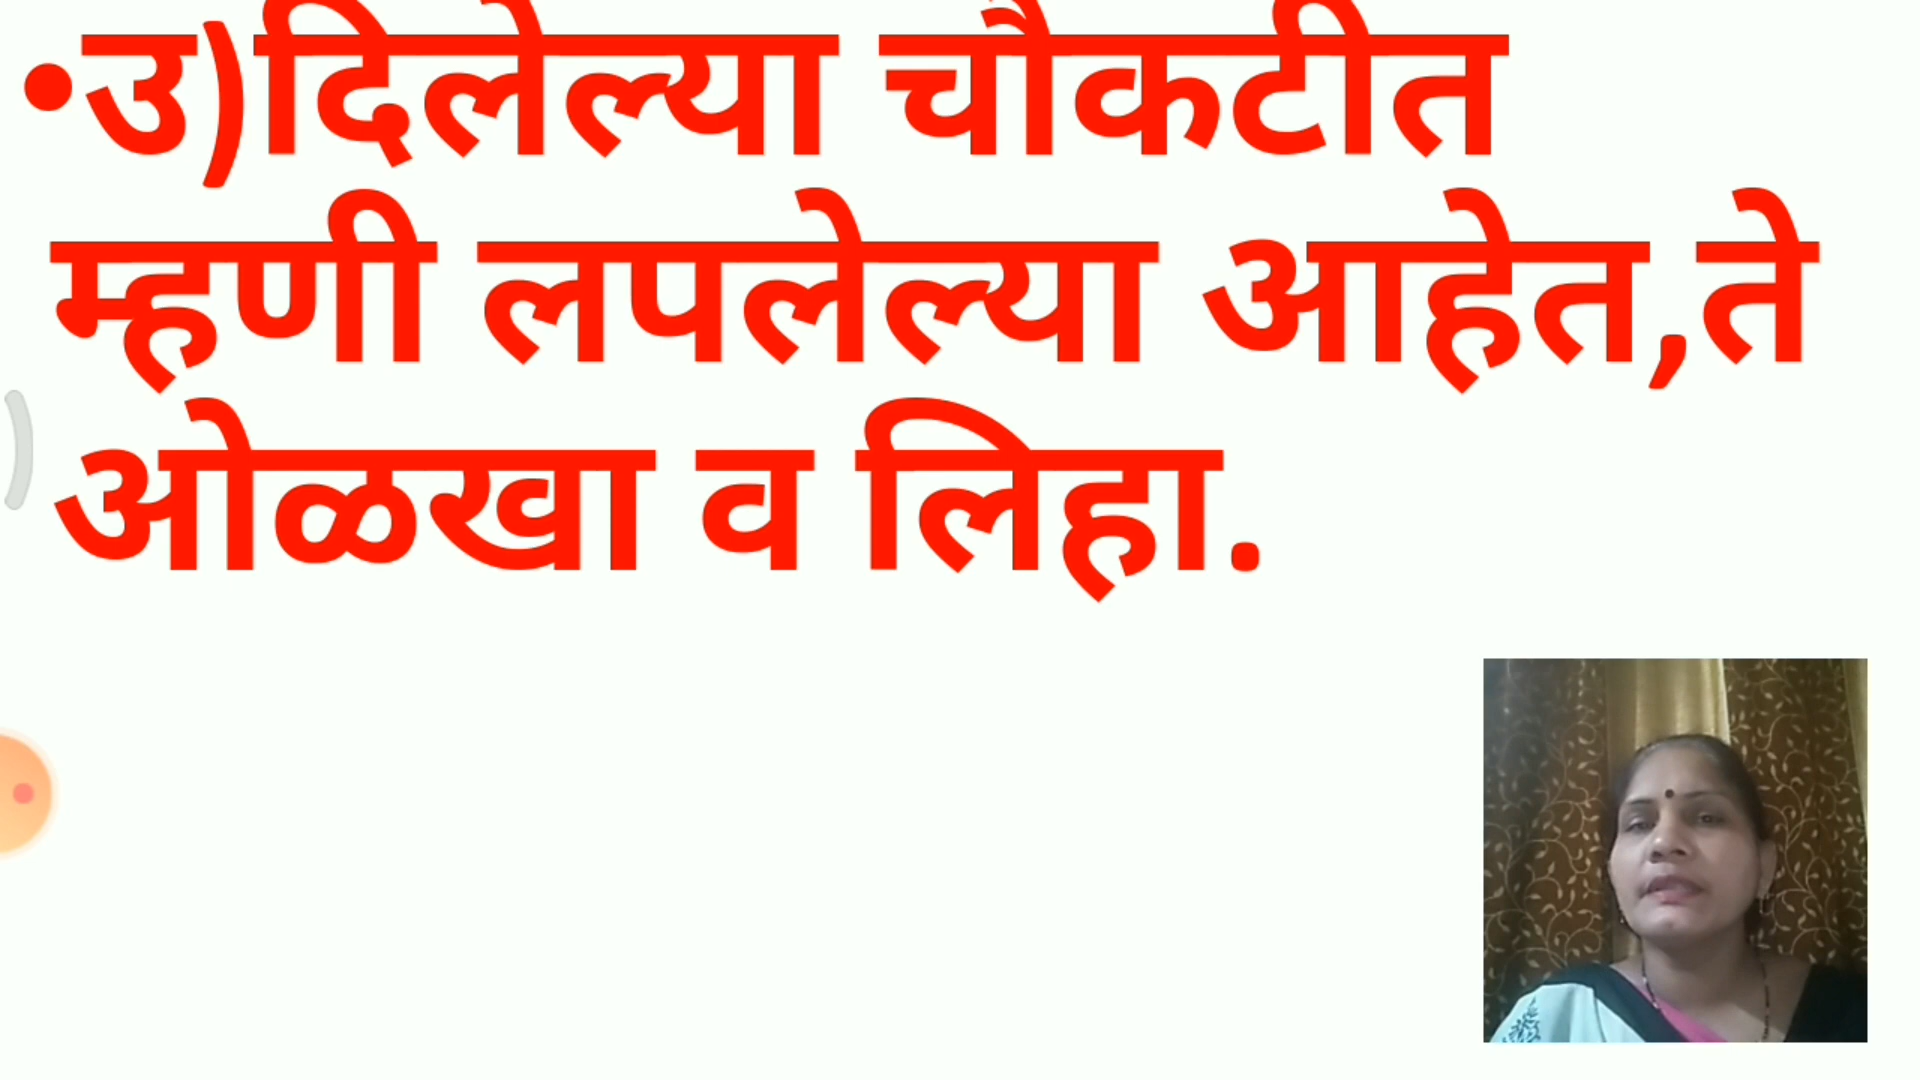 •उ)दिलेल्या चौकटीत
म्हणी लपलेल्या आहेत,ते
ओळखा व लिहा.